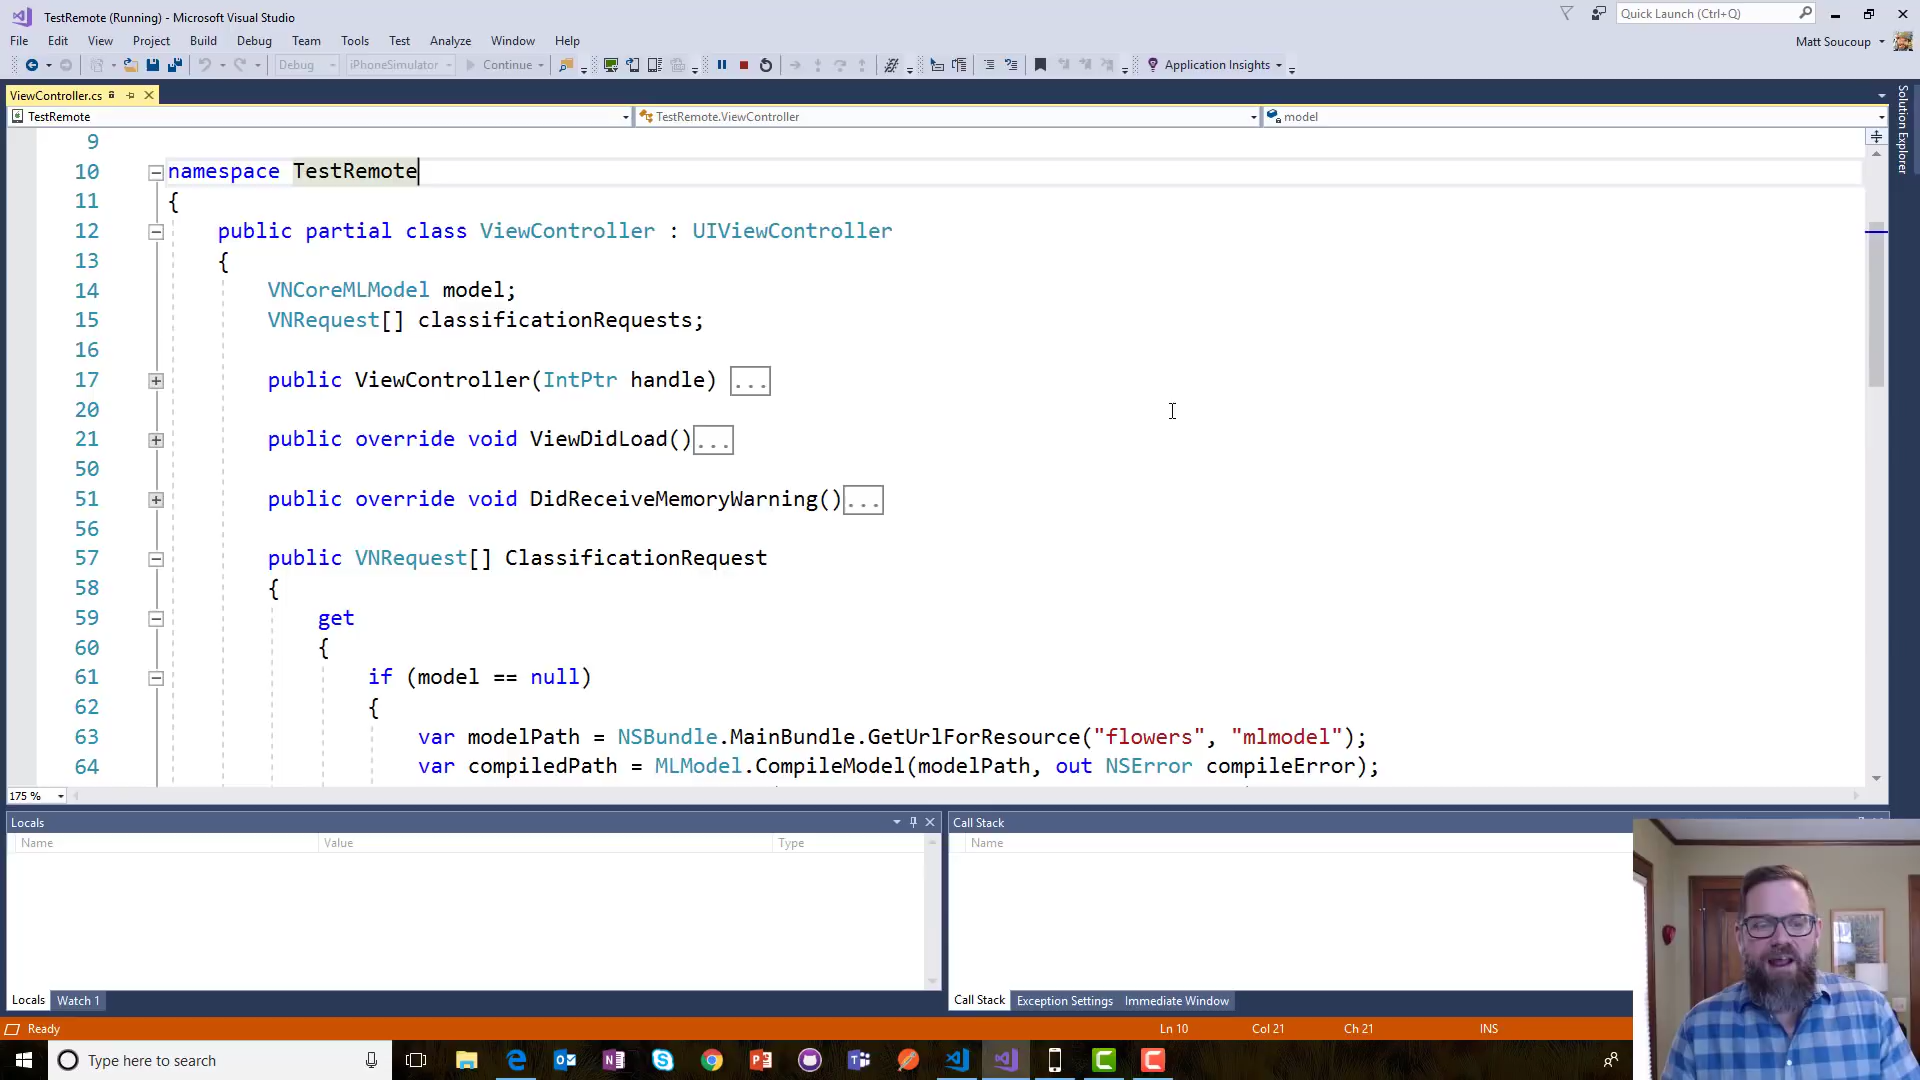 TestRemote (Running) - Microsoft Visual Studio
Quick Launch (Ctrl+Q)
File Edit View Project Build Debug Team Tools Test Analyze Window Help
Matt Soucoup
Debug iPhoneSimulator Continue Application Insights
ViewController.cs
Solution Explorer
TestRemote TestRemote.ViewController model
9
10 namespace TestRemote
11 {
12 public partial class ViewController : UIViewController
13 {
14 VNCoreMLModel model;
15 VNRequest[] classificationRequests;
16
17 public ViewController(IntPtr handle) ...
20
21 public override void ViewDidLoad()...
50
51 public override void DidReceiveMemoryWarning()...
56
57 public VNRequest[] ClassificationRequest
58 {
59 get
60 {
61 if (model == null)
62 {
63 var modelPath = NSBundle.MainBundle.GetUrlForResource("flowers", "mlmodel");
64 var compiledPath = MLModel.CompileModel(modelPath, out NSError compileError);
175 %
Locals Call Stack
Name Value Type Name
Locals Watch 1 Call Stack Exception Settings Immediate Window
Ready Ln 10 Col 21 Ch 21 INS
Type here to search